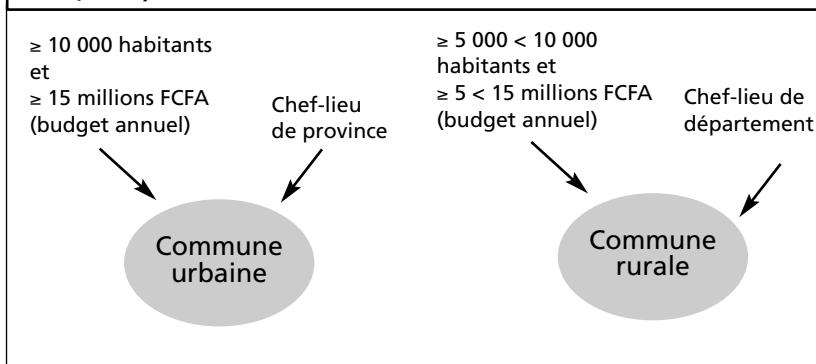 ≥ 10 000 habitants
et
≥ 15 millions FCFA
(budget annuel)
Chef-lieu
de province
Commune
urbaine
≥ 5 000 < 10 000
habitants et
≥ 5 < 15 millions FCFA
(budget annuel)
Chef-lieu de
département
Commune
rurale